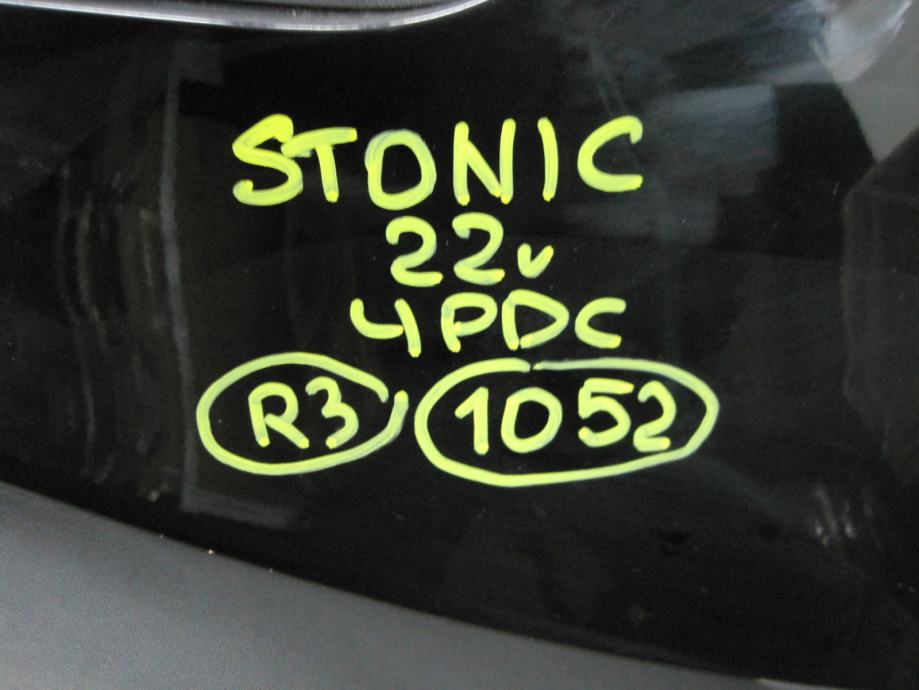 STONIC
22v
4PDC
R3 1052